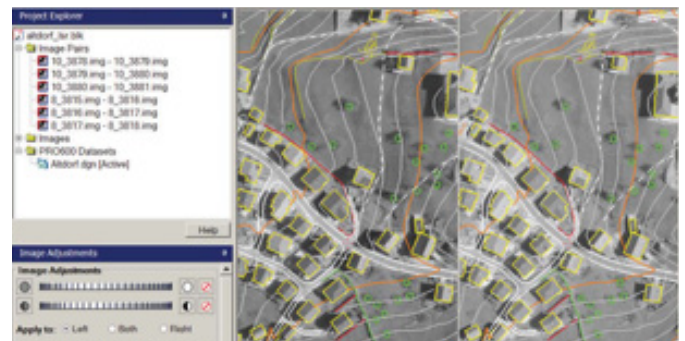 Project Explorer
altdorf_lsr.blk
Image Pairs
10_3878.img - 10_3879.img
10_3879.img - 10_3880.img
10_3880.img - 10_3881.img
8_3815.img - 8_3816.img
8_3816.img - 8_3817.img
8_3817.img - 8_3818.img
Images
PRO600 Datasets
Altdorf.dgn [Active]
Help
Image Adjustments
Image Adjustments
Apply to: Left Both Right